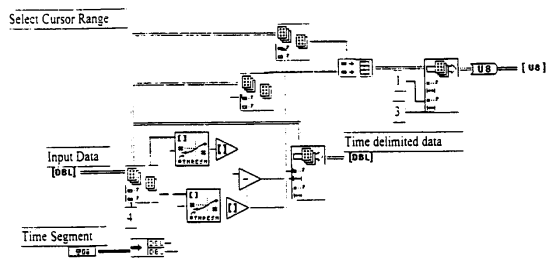 Select Cursor Range
U8
[U8]
1
3
Input Data
[DBL]
[ ]
Time delimited data
[DBL]
[ ]
4
Time Segment